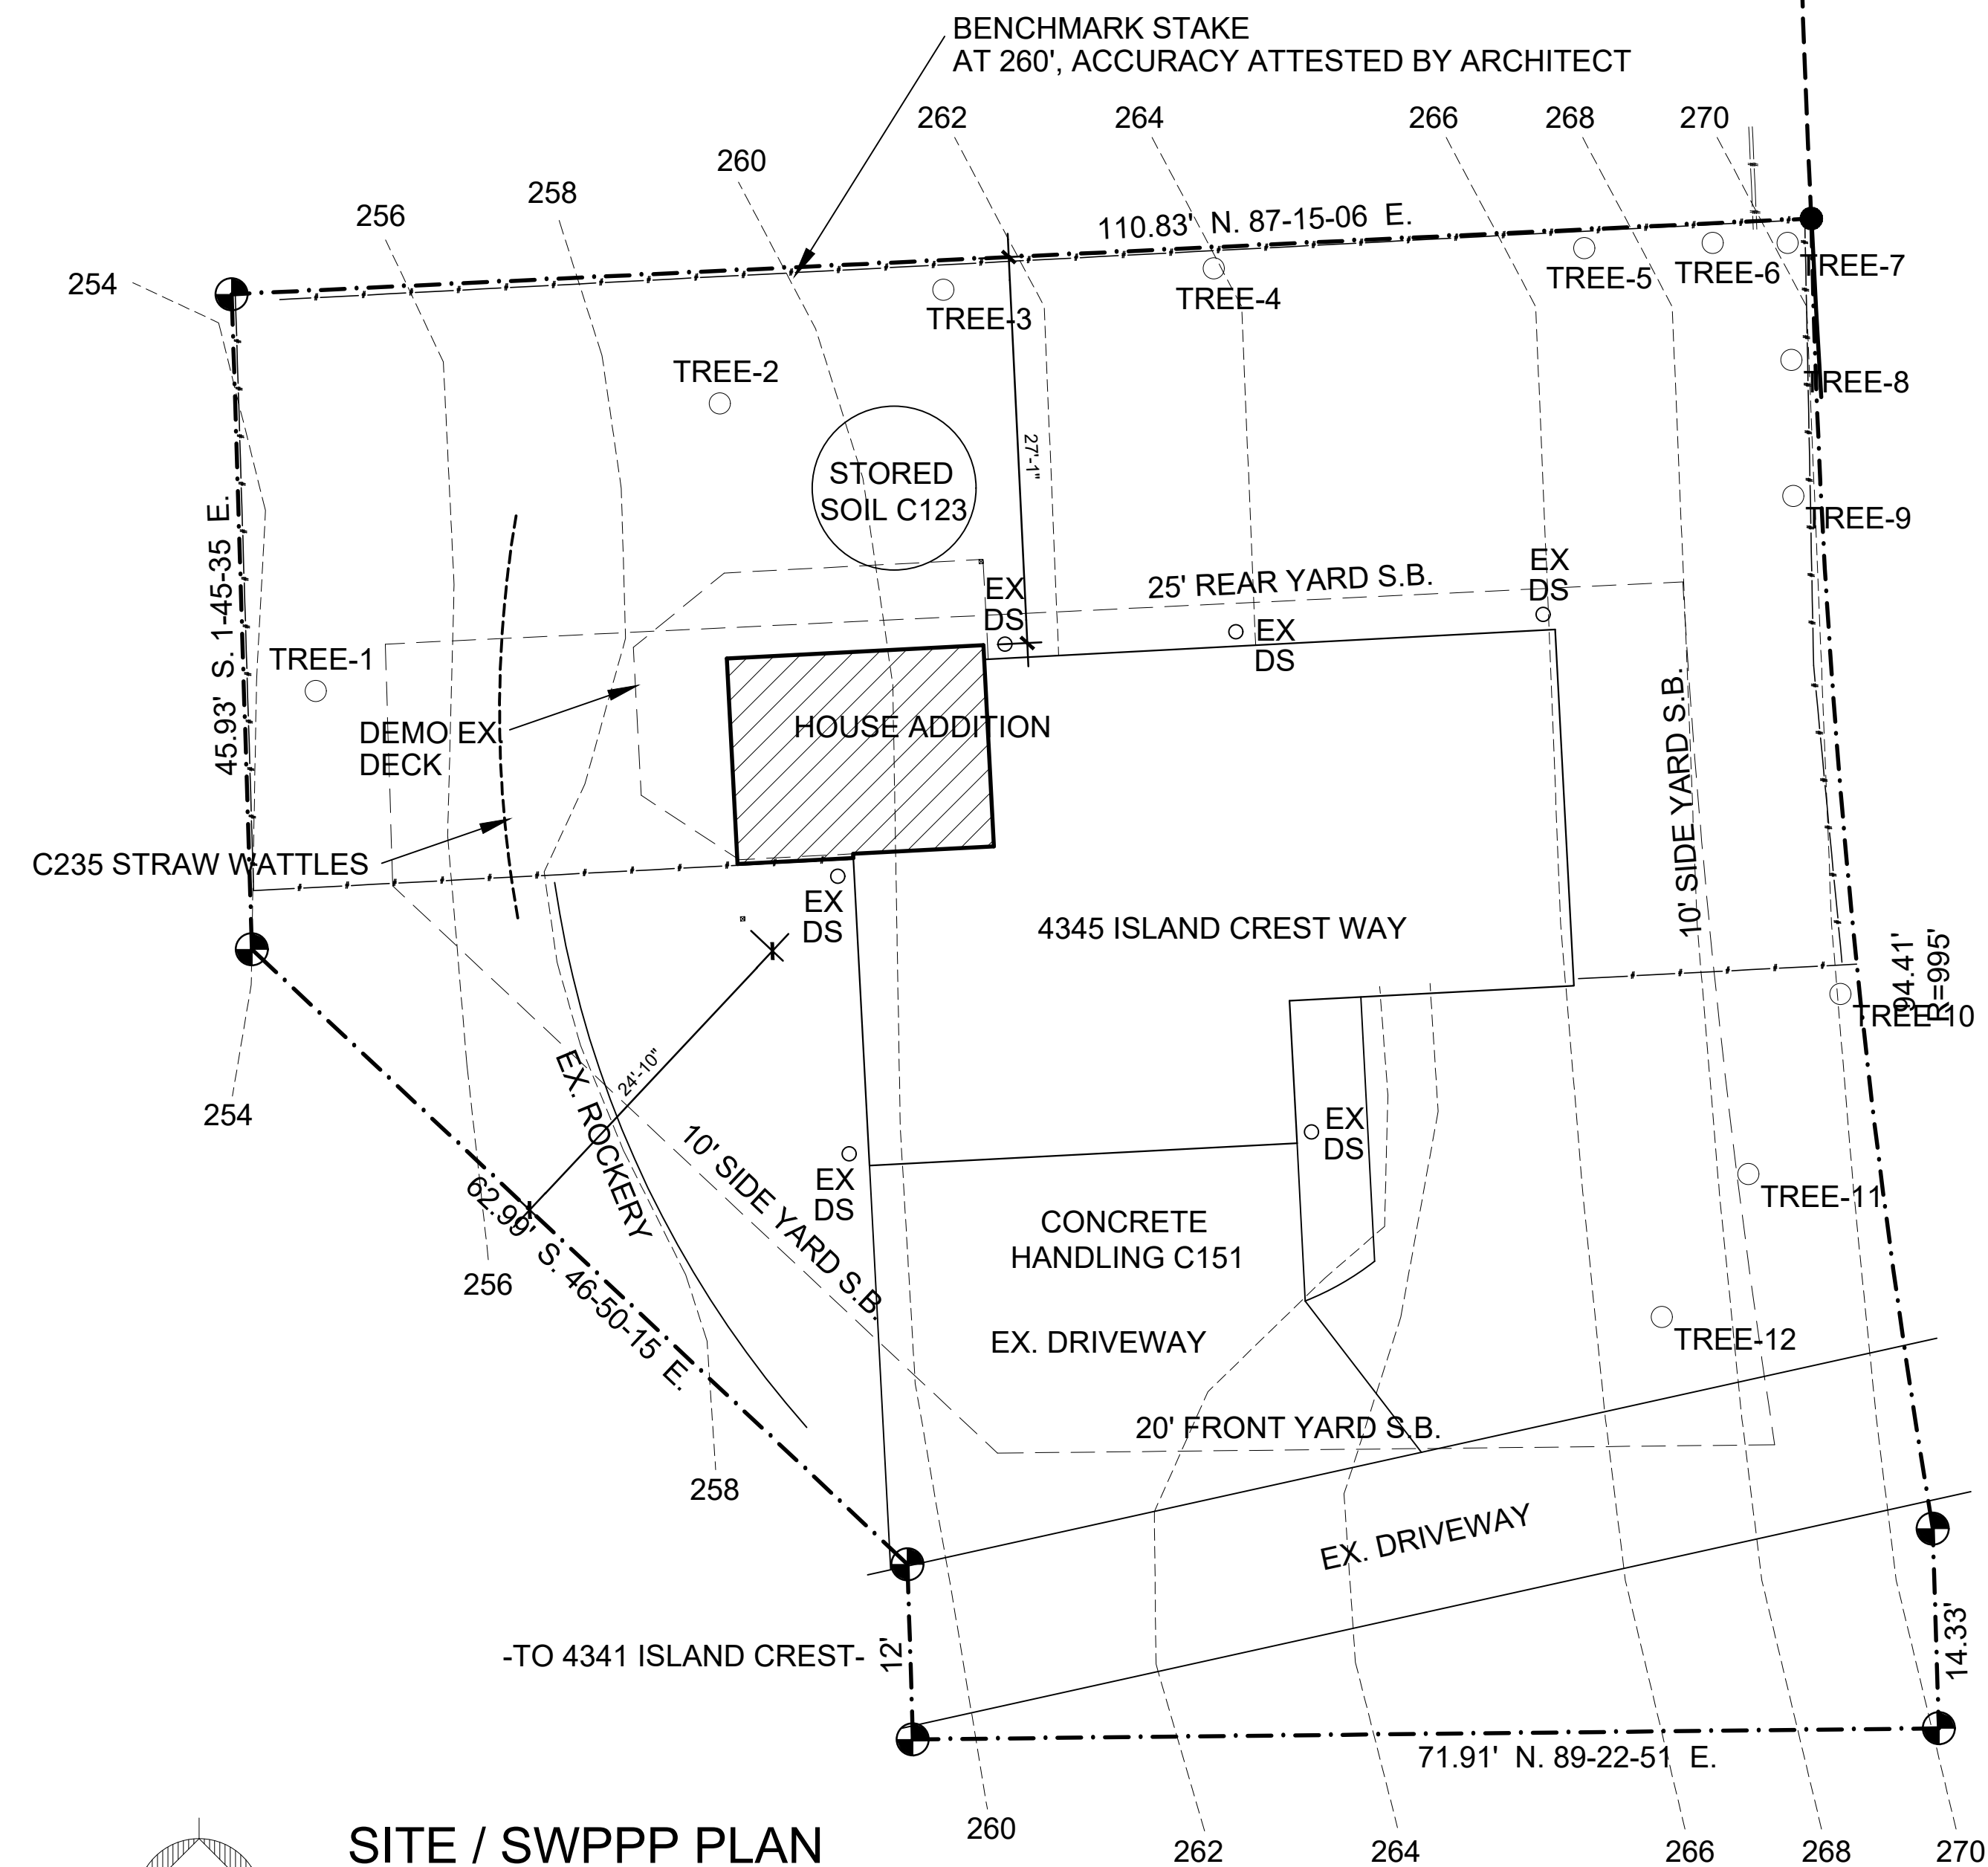 BENCHMARK STAKE
AT 260', ACCURACY ATTESTED BY ARCHITECT
262
264
266
268
270
260
258
256
254
110.83'  N. 87-15-06  E.
TREE-3
TREE-4
TREE-5
TREE-6
TREE-7
TREE-2
TREE-8
STORED
SOIL C123
27'-1"
TREE-9
45.93'  S. 1-45-35  E.
EX
DS
25' REAR YARD S.B.
EX
DS
EX
DS
TREE-1
DEMO EX.
DECK
HOUSE ADDITION
10' SIDE YARD S.B.
C235 STRAW WATTLES
EX
DS
4345 ISLAND CREST WAY
94.41'
R=995'
TREE-10
254
24'-10"
EX. ROCKERY
10' SIDE YARD S.B.
EX
DS
EX
DS
TREE-11
62.99'  S. 46-50-15  E.
256
CONCRETE
HANDLING C151
EX. DRIVEWAY
TREE-12
20' FRONT YARD S.B.
258
EX. DRIVEWAY
-TO 4341 ISLAND CREST-
12'
14.33'
71.91'  N. 89-22-51  E.
SITE / SWPPP PLAN
260
262
264
266
268
270